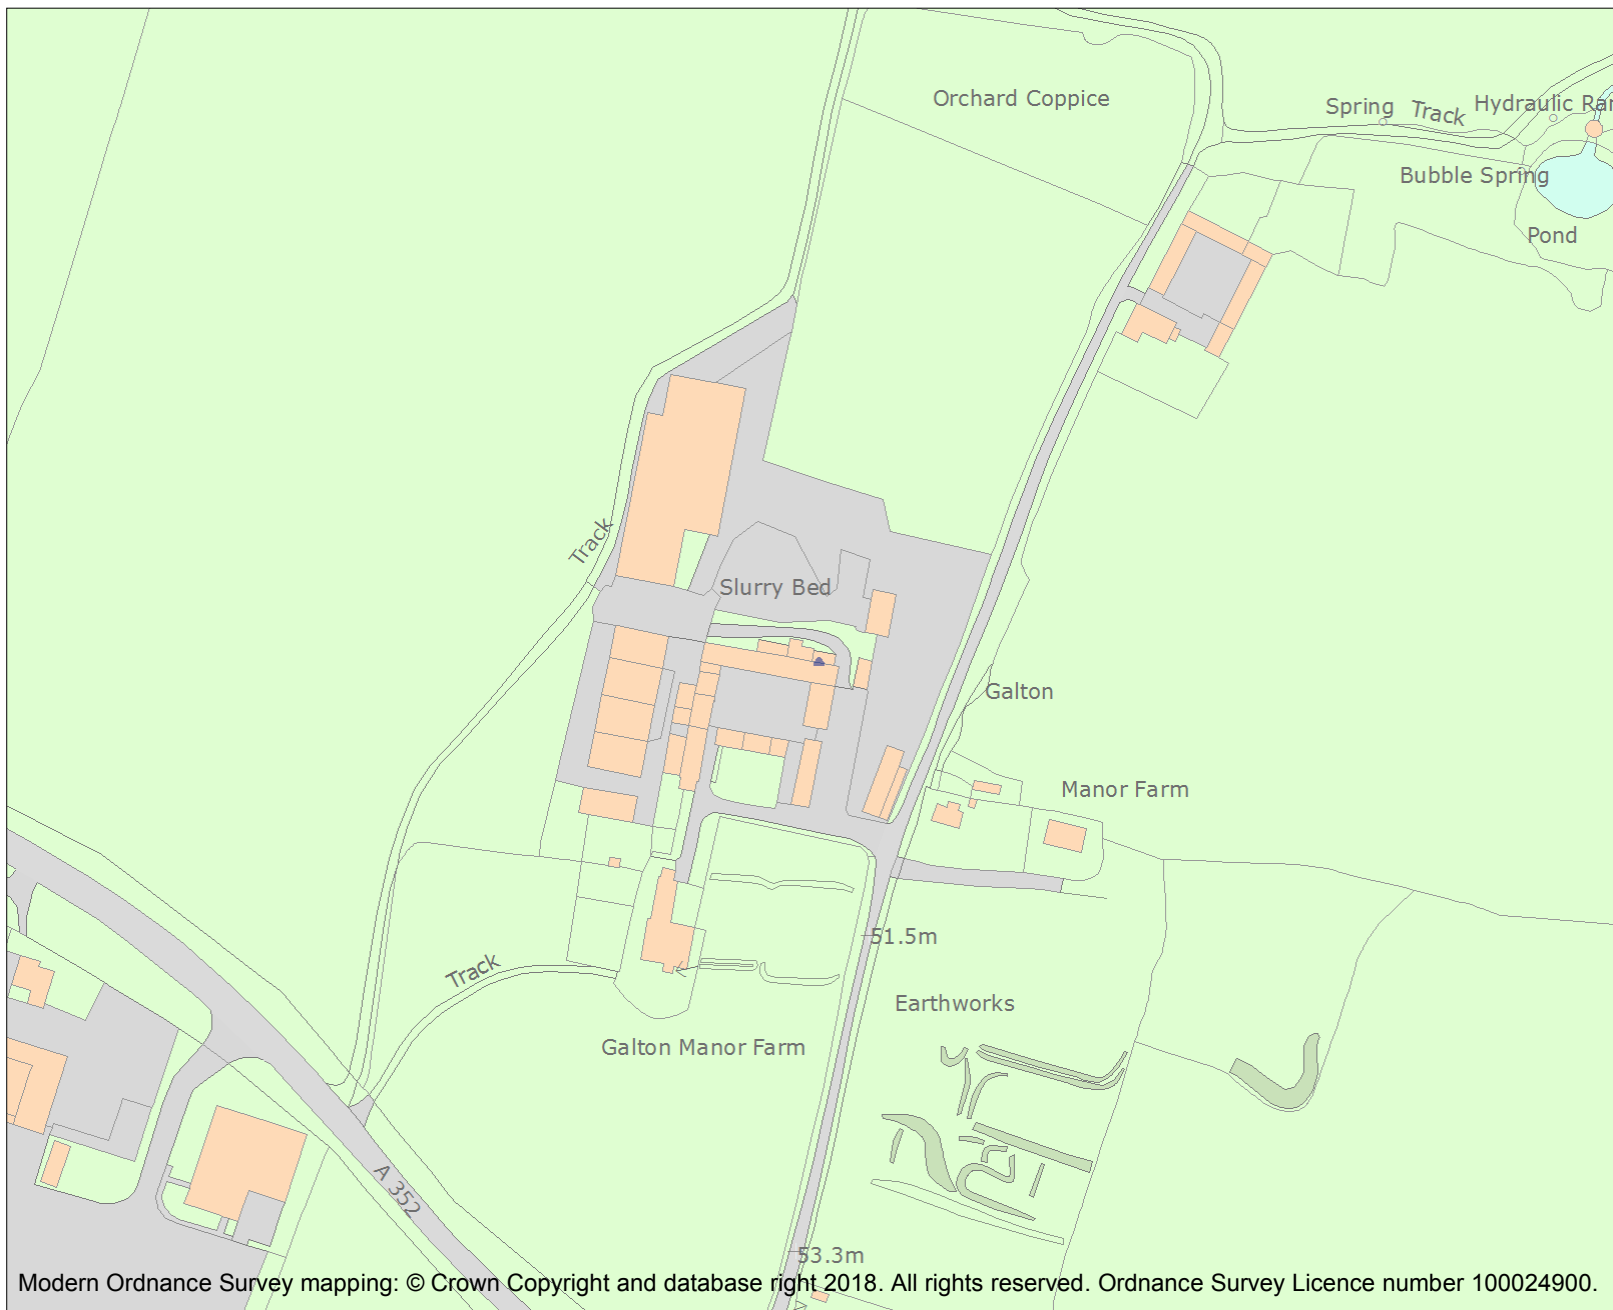 Orchard Coppice
Spring
Track
Hydraulic Ra
Bubble Spring
Pond
Track
Slurry Bed
Galton
Manor Farm
51.5m
Track
Earthworks
Galton Manor Farm
A 352
53.3m
Modern Ordnance Survey mapping: © Crown Copyright and database right 2018. All rights reserved. Ordnance Survey Licence number 100024900.